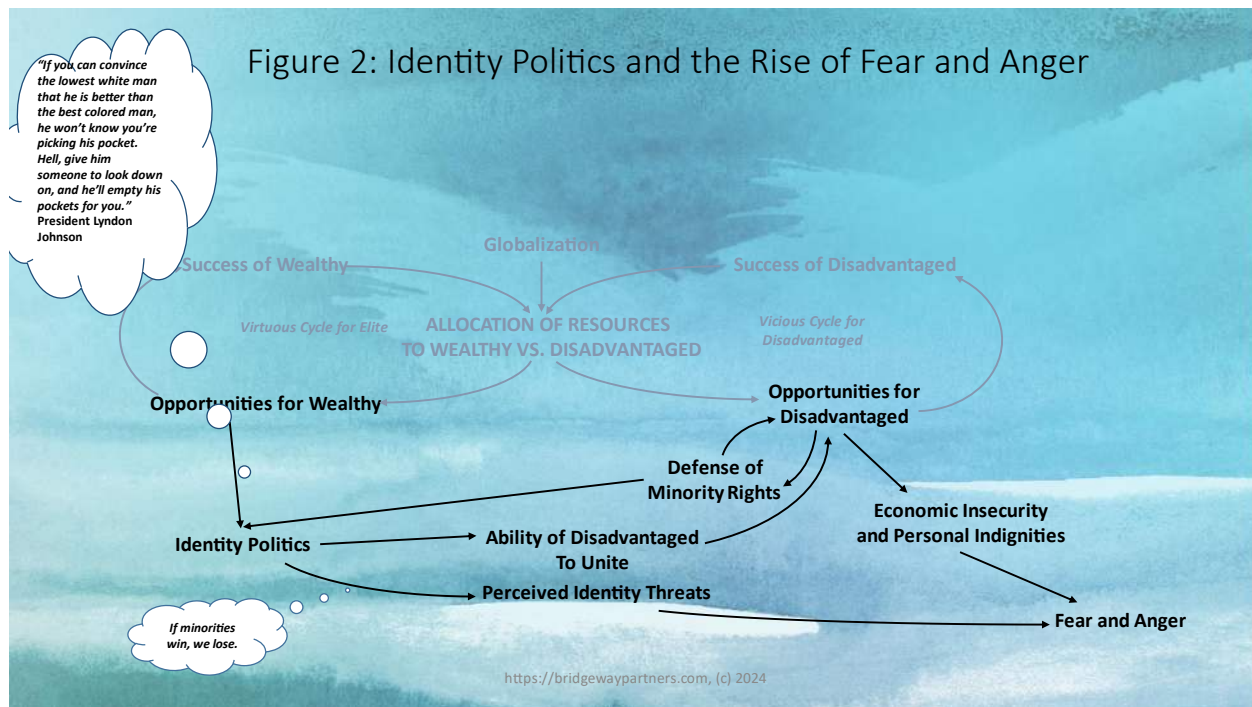 Figure 2: Identity Politics and the Rise of Fear and Anger
“If you can convince
the lowest white man
that he is better than
the best colored man,
he won’t know you’re
picking his pocket.
Hell, give him
someone to look down
on, and he’ll empty his
pockets for you.”
President Lyndon
Johnson
Globalization
Success of Wealthy
Success of Disadvantaged
Virtuous Cycle for Elite
ALLOCATION OF RESOURCES
TO WEALTHY VS. DISADVANTAGED
Vicious Cycle for
Disadvantaged
Opportunities for Wealthy
Opportunities for
Disadvantaged
Defense of
Minority Rights
Economic Insecurity
and Personal Indignities
Identity Politics
Ability of Disadvantaged
To Unite
Perceived Identity Threats
Fear and Anger
If minorities
win, we lose.
https://bridgewaypartners.com, (c) 2024